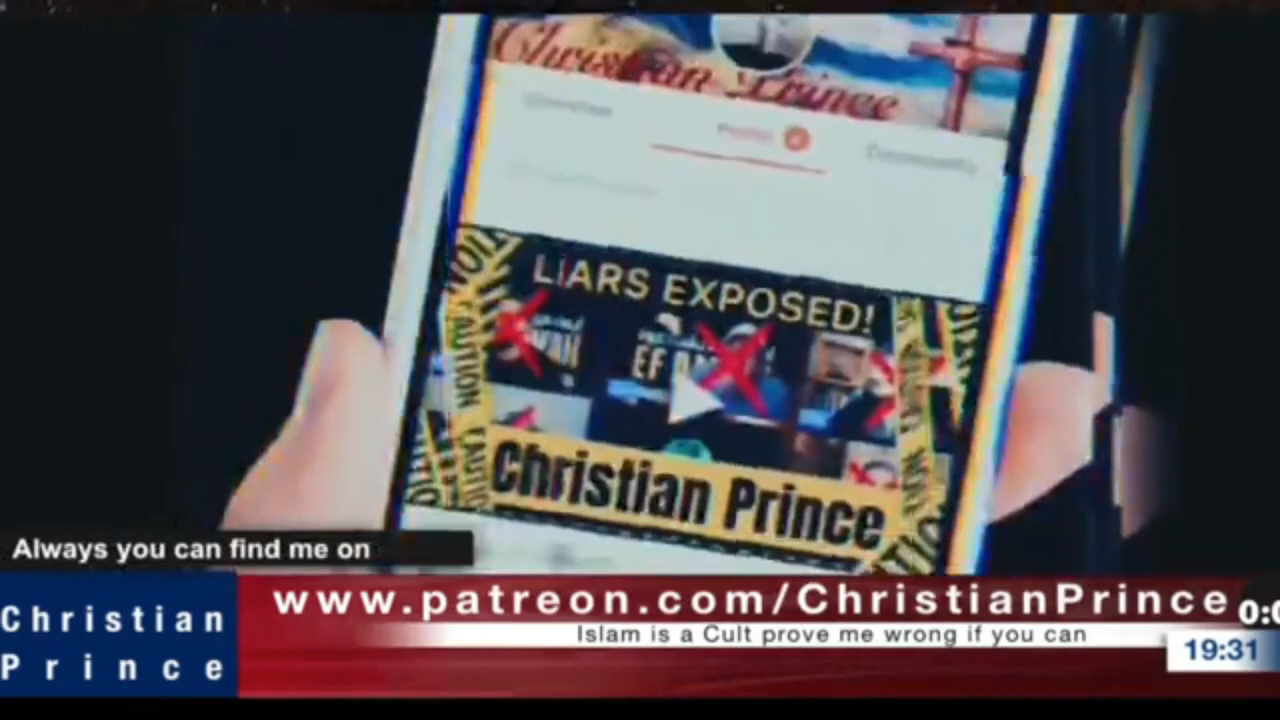 Christian Prince
LIARS EXPOSED!
CAUTION
Christian Prince
Always you can find me on
Christian
Prince
www.patreon.com/ChristianPrince
Islam is a Cult prove me wrong if you can
19:31